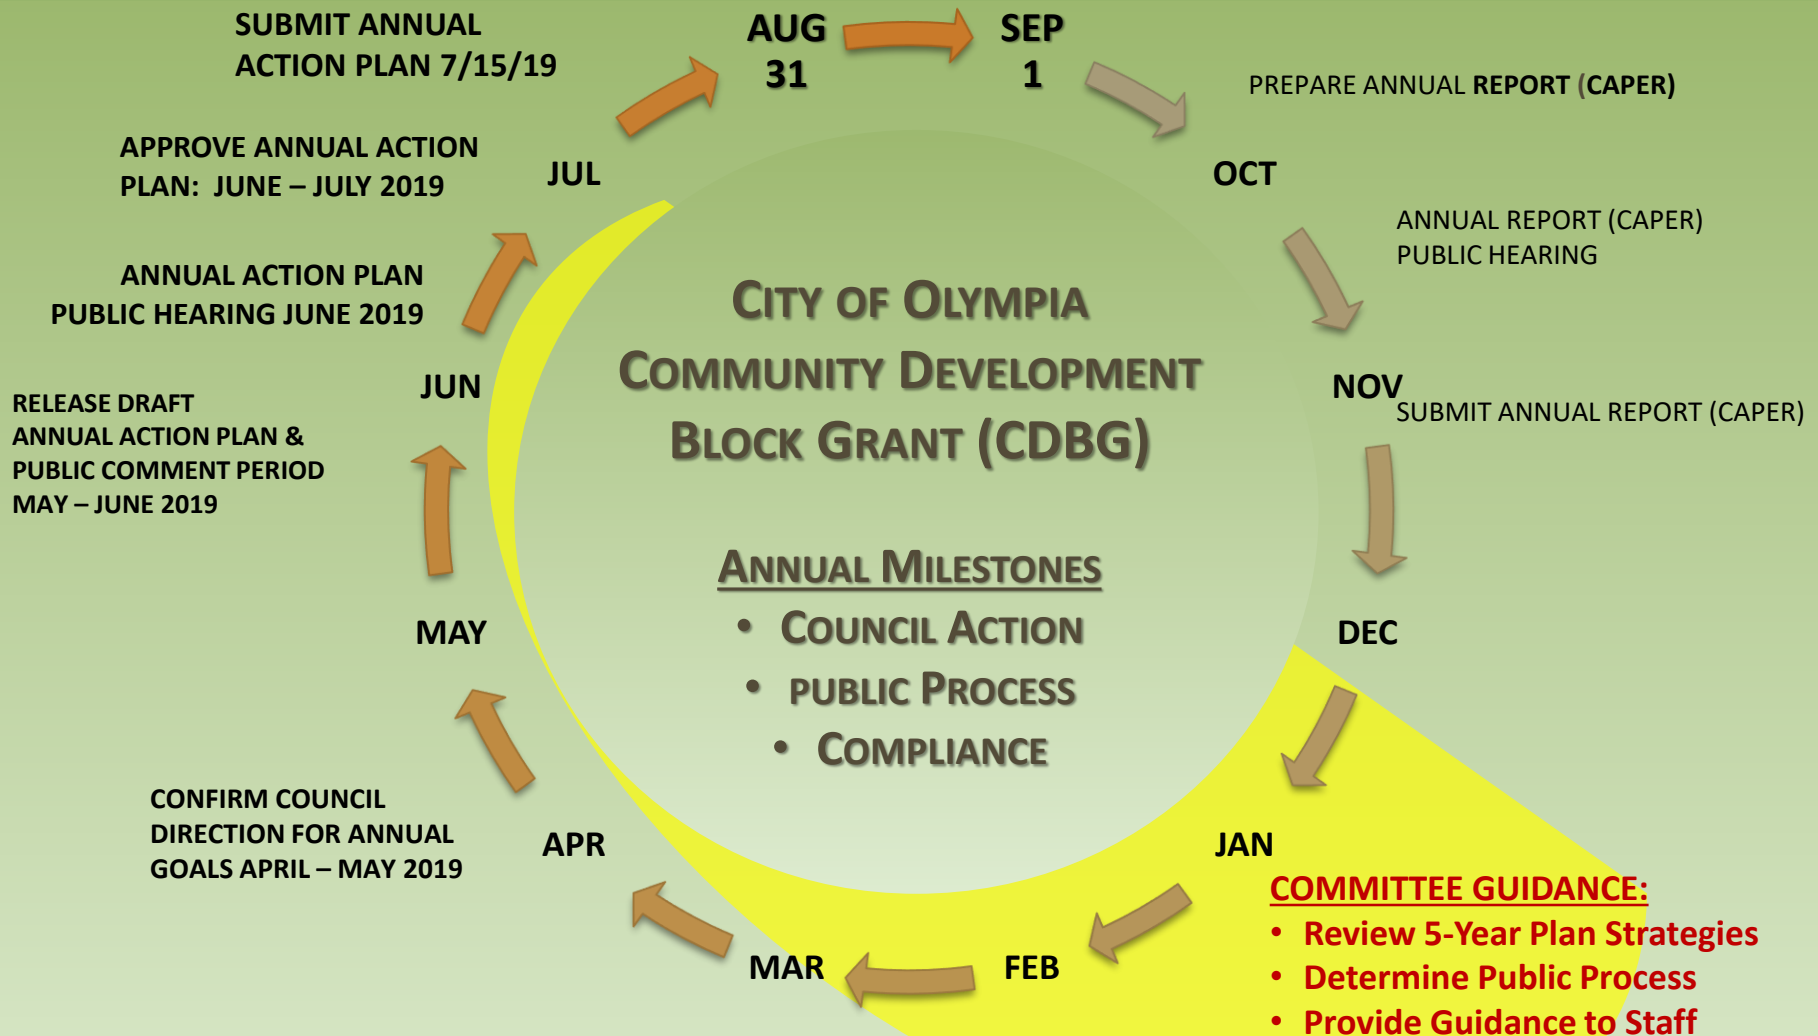 SUBMIT ANNUAL
ACTION PLAN 7/15/19
AUG
31
SEP
1
PREPARE ANNUAL REPORT (CAPER)
APPROVE ANNUAL ACTION
PLAN: JUNE – JULY 2019
JUL
OCT
ANNUAL REPORT (CAPER)
PUBLIC HEARING
ANNUAL ACTION PLAN
PUBLIC HEARING JUNE 2019
CITY OF OLYMPIA
COMMUNITY DEVELOPMENT
BLOCK GRANT (CDBG)
JUN
NOV
SUBMIT ANNUAL REPORT (CAPER)
RELEASE DRAFT
ANNUAL ACTION PLAN &
PUBLIC COMMENT PERIOD
MAY – JUNE 2019
ANNUAL MILESTONES
• COUNCIL ACTION
• PUBLIC PROCESS
• COMPLIANCE
MAY
DEC
CONFIRM COUNCIL
DIRECTION FOR ANNUAL
GOALS APRIL – MAY 2019
APR
JAN
MAR
FEB
COMMITTEE GUIDANCE:
• Review 5-Year Plan Strategies
• Determine Public Process
• Provide Guidance to Staff